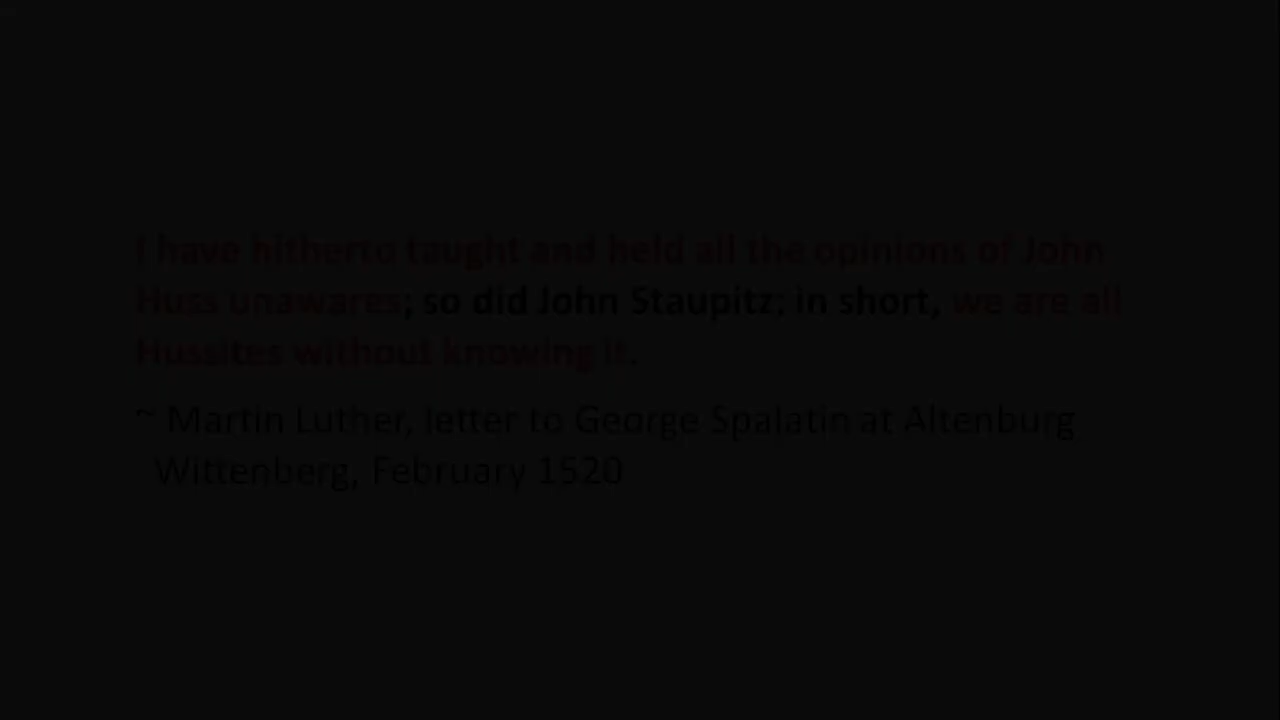 I have hitherto taught and held all the opinions of John
Huss unawares; so did John Staupitz; in short, we are all
Hussites without knowing it.
~ Martin Luther, letter to George Spalatin at Altenburg
Wittenberg, February 1520